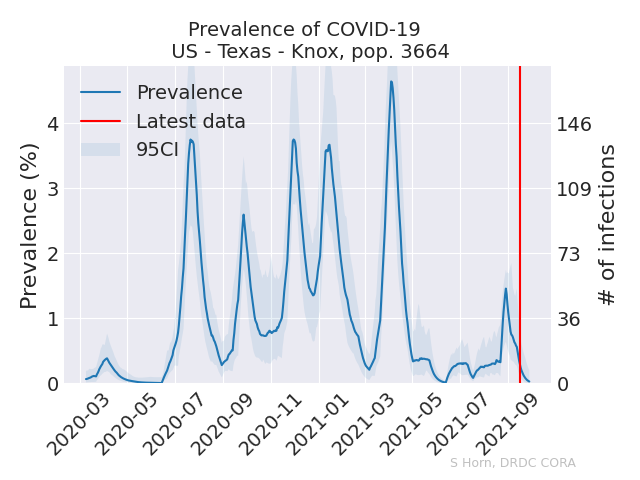 Prevalence of COVID-19
US - Texas - Knox, pop. 3664
Prevalence
Latest data
95CI
Prevalence (%)
4
3
2
1
0
# of infections
146
109
73
36
0
2020-03
2020-05
2020-07
2020-09
2020-11
2021-01
2021-03
2021-05
2021-07
2021-09
S Horn, DRDC CORA